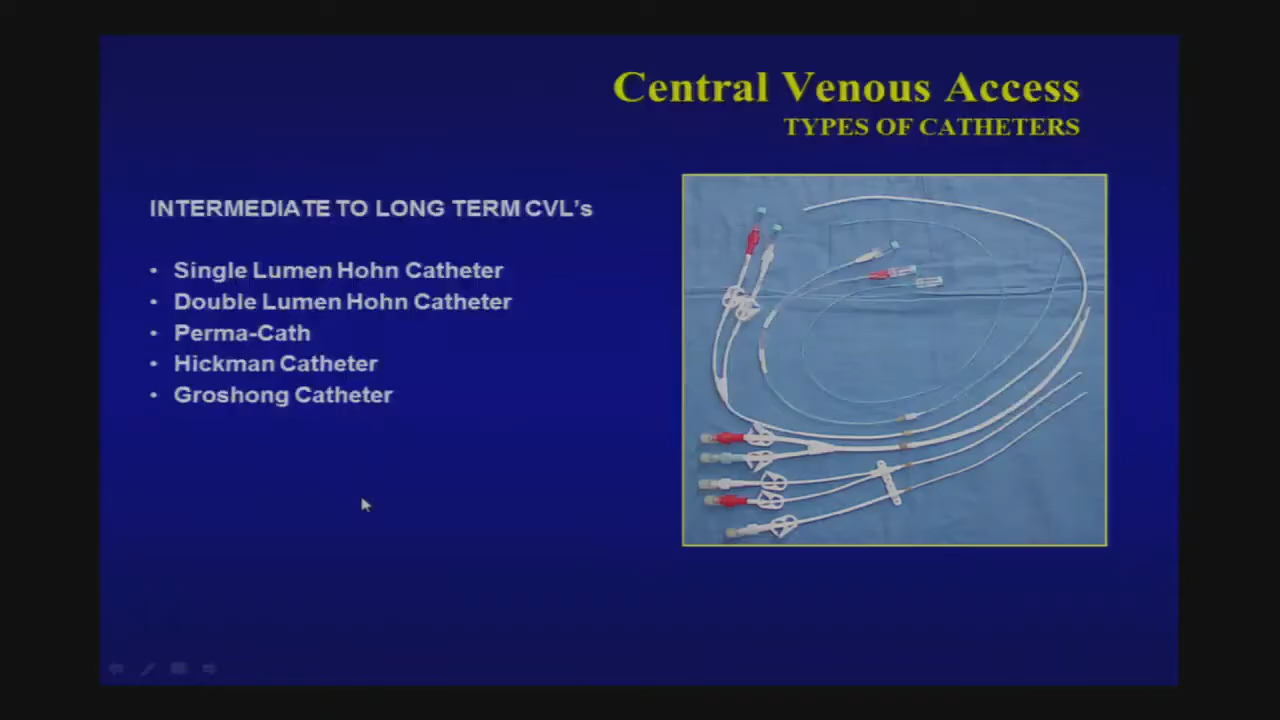 Central Venous Access
TYPES OF CATHETERS
INTERMEDIATE TO LONG TERM CVL's
• Single Lumen Hohn Catheter
• Double Lumen Hohn Catheter
• Perma-Cath
• Hickman Catheter
• Groshong Catheter